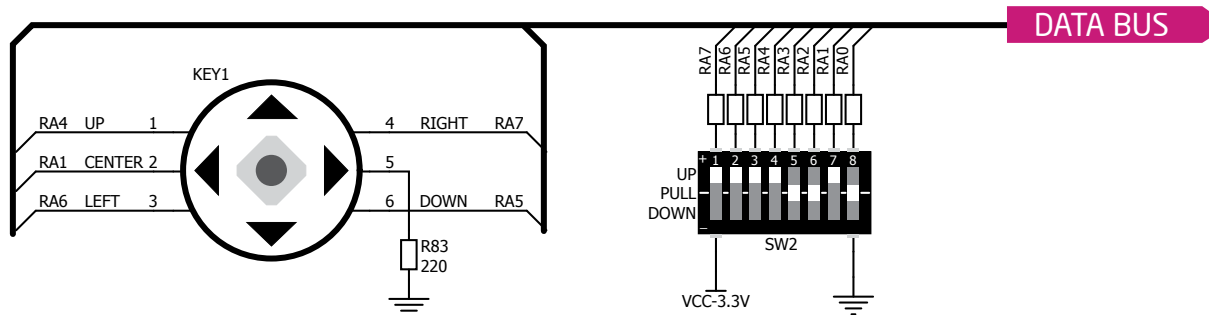 DATA BUS
KEY1
RA4 UP 1
4 RIGHT RA7
RA1 CENTER 2
5
RA6 LEFT 3
6 DOWN RA5
R83
220
RA7
RA6
RA5
RA4
RA3
RA2
RA1
RA0
+ 1 2 3 4 5 6 7 8
UP
PULL
DOWN
_
SW2
VCC-3.3V